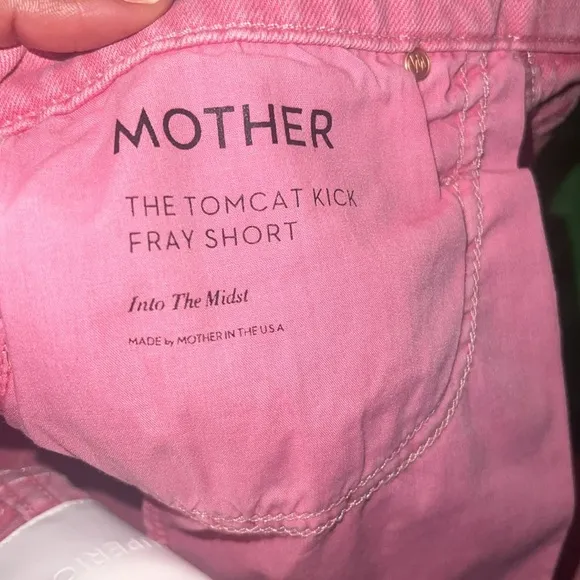 MOTHER
THE TOMCAT KICK
FRAY SHORT
Into The Midst
MADE by MOTHER IN THE U.S.A